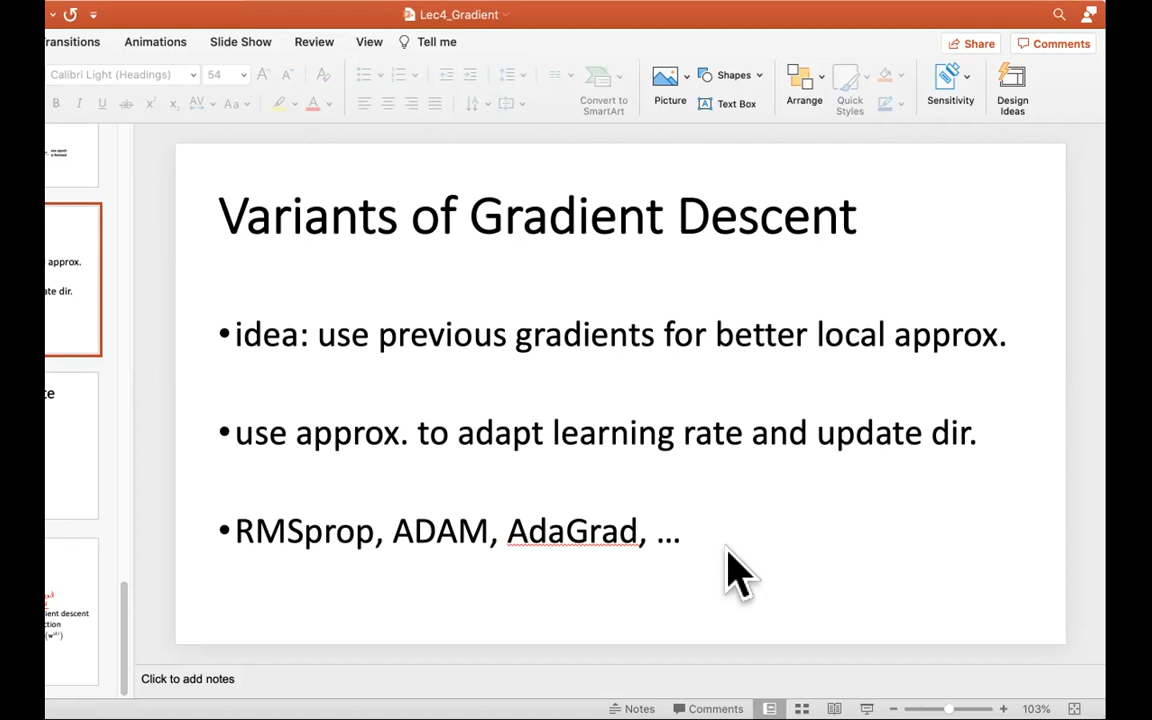 Lec4_Gradient
ransitions Animations Slide Show Review View Tell me
Share Comments
Calibri Light (Headings) 54
Convert to SmartArt
Picture
Shapes
Text Box
Arrange
Quick Styles
Sensitivity
Design Ideas
approx.
ate dir.
te
ient descent
ction
Variants of Gradient Descent
•idea: use previous gradients for better local approx.
•use approx. to adapt learning rate and update dir.
•RMSprop, ADAM, AdaGrad, ...
Click to add notes
Notes Comments 103%